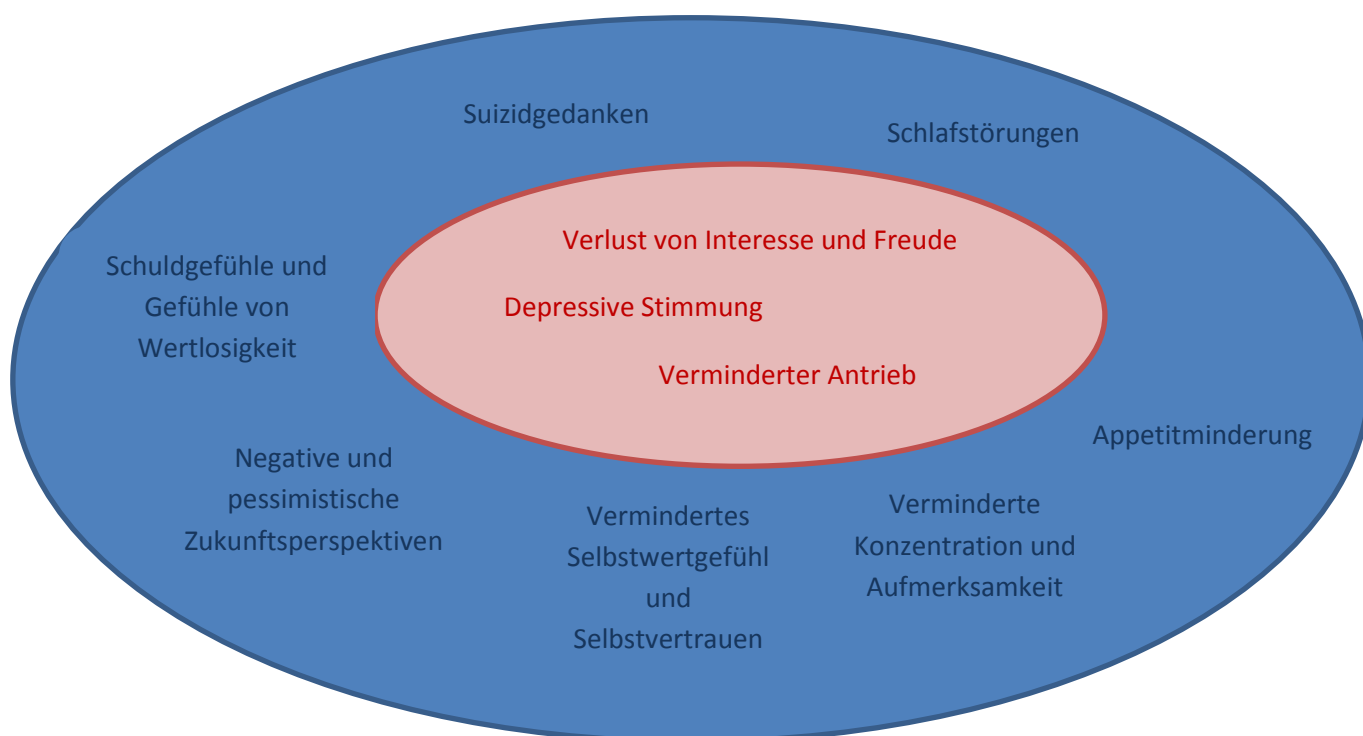 Suizidgedanken
Schlafstörungen
Verlust von Interesse und Freude
Depressive Stimmung
Verminderter Antrieb
Schuldgefühle und
Gefühle von
Wertlosigkeit
Appetitminderung
Negative und
pessimistische
Zukunftsperspektiven
Vermindertes
Selbstwertgefühl
und
Selbstvertrauen
Verminderte
Konzentration und
Aufmerksamkeit